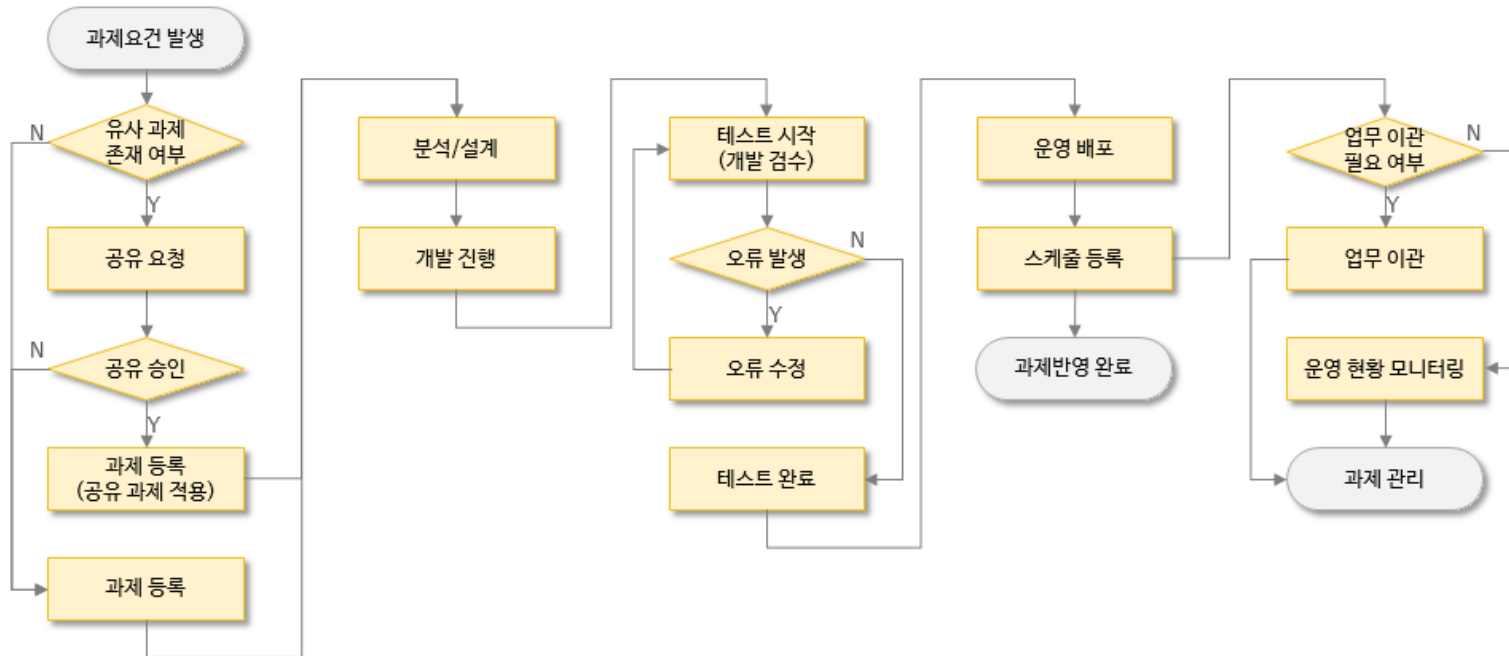 과제요건 발생
유사 과제
존재 여부
N
Y
공유 요청
공유 승인
N
Y
과제 등록
(공유 과제 적용)
과제 등록
분석/설계
개발 진행
테스트 시작
(개발 검수)
오류 발생
N
Y
오류 수정
테스트 완료
운영 배포
스케줄 등록
과제반영 완료
업무 이관
필요 여부
N
Y
업무 이관
운영 현황 모니터링
과제 관리